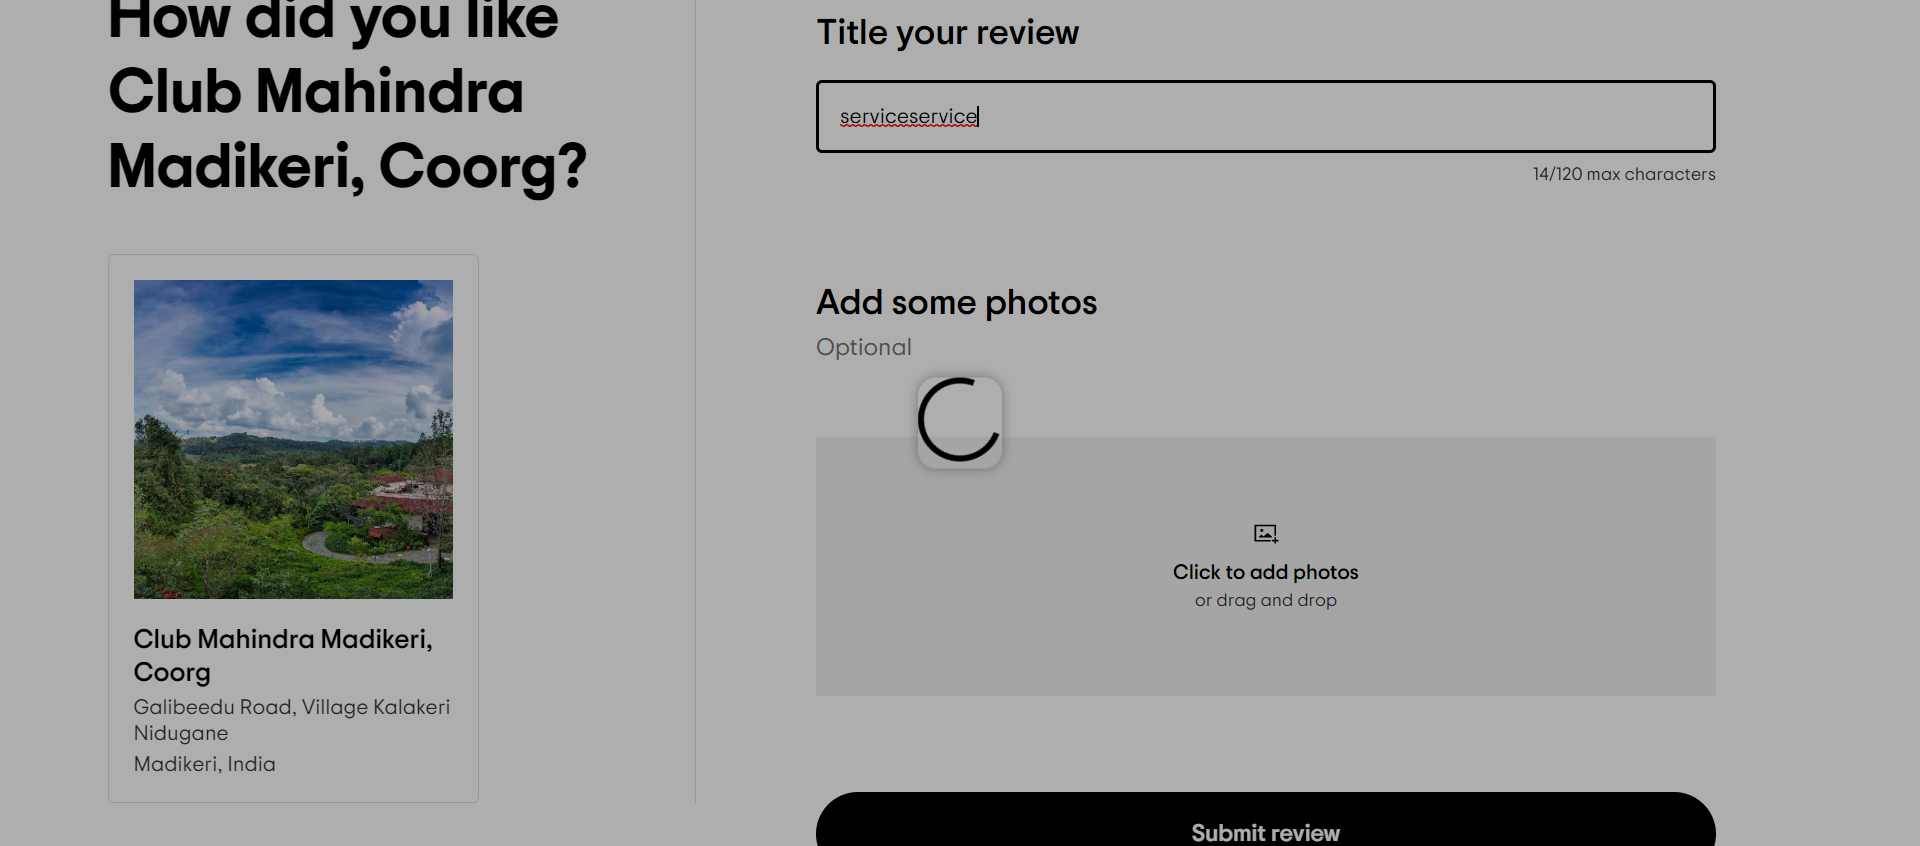 How did you like
Club Mahindra
Madikeri, Coorg?
Club Mahindra Madikeri,
Coorg
Galibeedu Road, Village Kalakeri
Nidugane
Madikeri, India
Title your review
serviceservice
14/120 max characters
Add some photos
Optional
Click to add photos
or drag and drop
Submit review